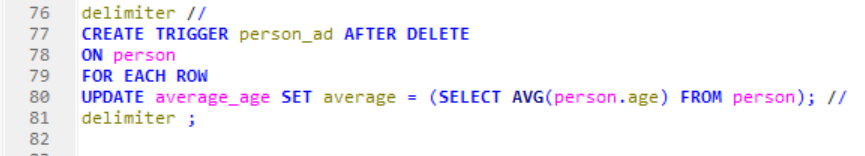 76 delimiter //
77 CREATE TRIGGER person_ad AFTER DELETE
78 ON person
79 FOR EACH ROW
80 UPDATE average_age SET average = (SELECT AVG(person.age) FROM person); //
81 delimiter ;
82